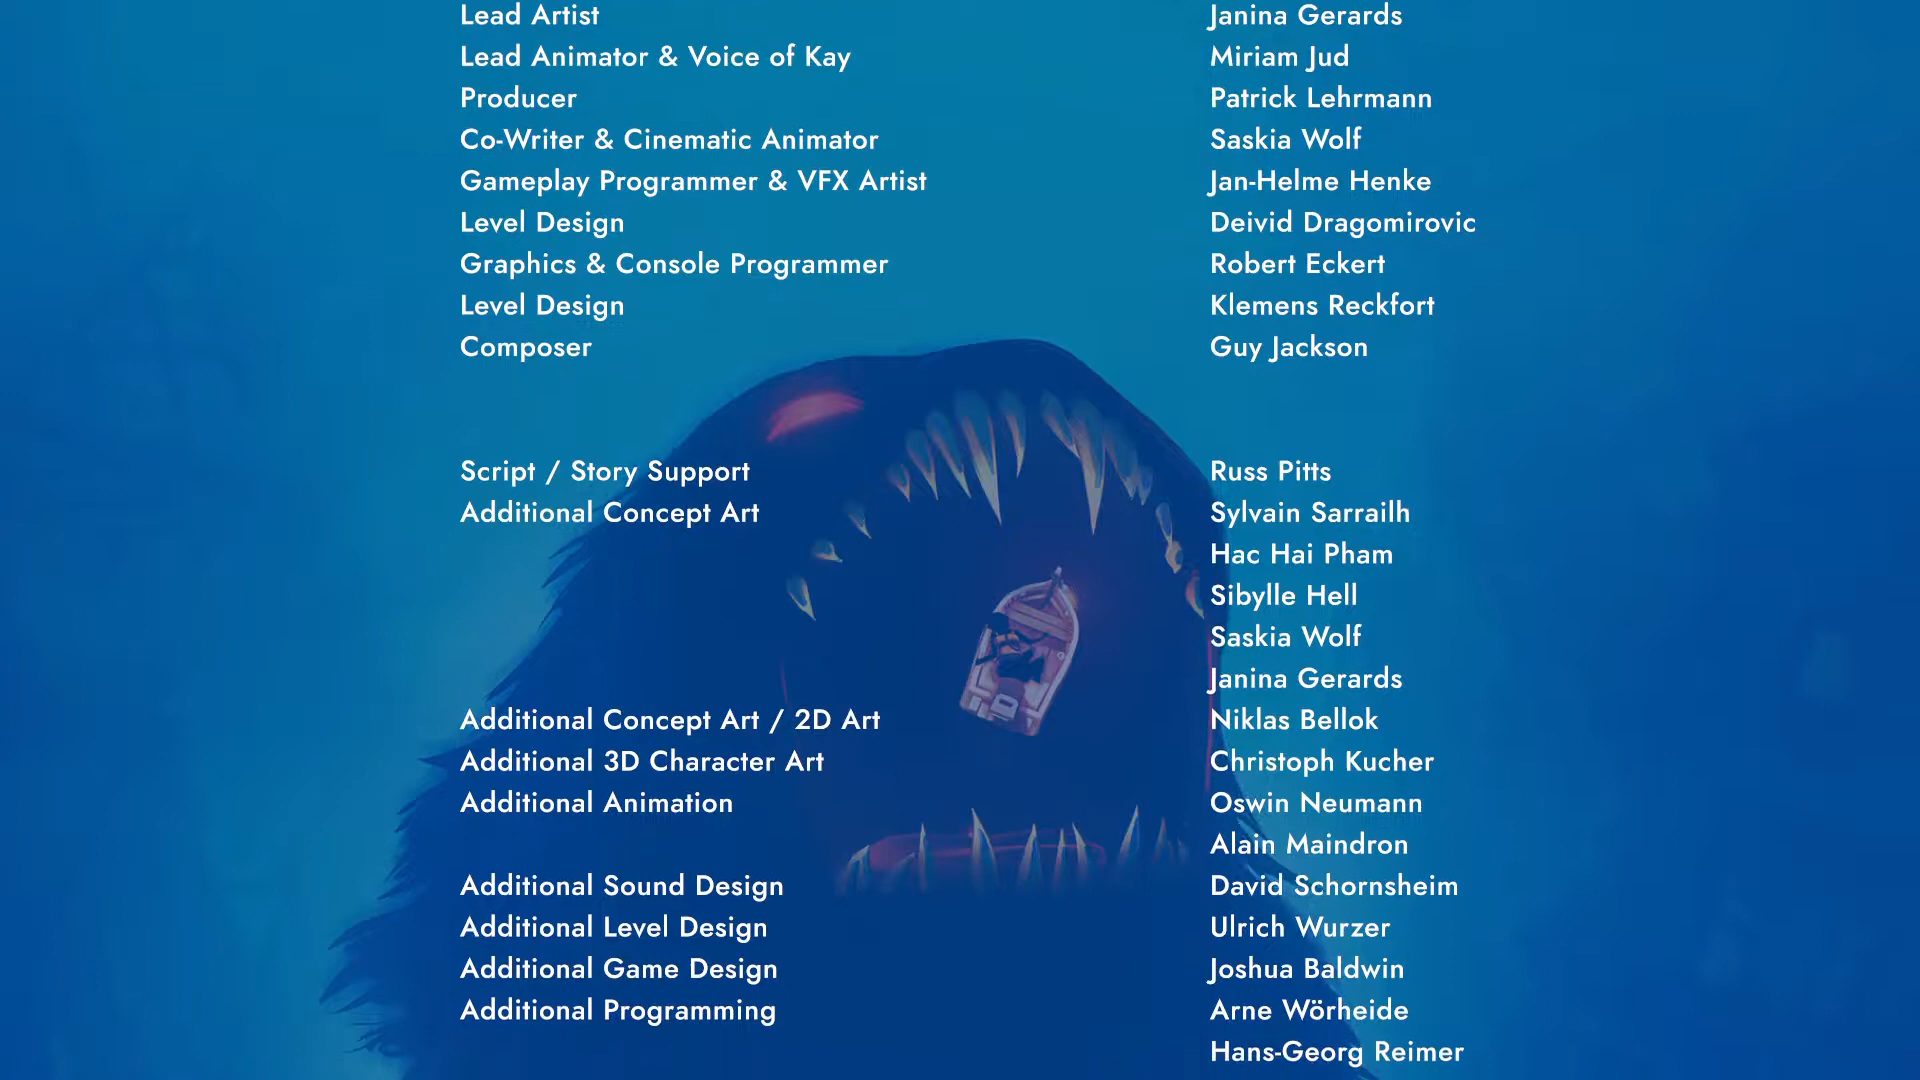 Lead Artist Janina Gerards
Lead Animator & Voice of Kay Miriam Jud
Producer Patrick Lehrmann
Co-Writer & Cinematic Animator Saskia Wolf
Gameplay Programmer & VFX Artist Jan-Helme Henke
Level Design Deivid Dragomirovic
Graphics & Console Programmer Robert Eckert
Level Design Klemens Reckfort
Composer Guy Jackson
Script / Story Support Russ Pitts
Additional Concept Art Sylvain Sarrailh
Hac Hai Pham
Sibylle Hell
Saskia Wolf
Janina Gerards
Additional Concept Art / 2D Art Niklas Bellok
Additional 3D Character Art Christoph Kucher
Additional Animation Oswin Neumann
Alain Maindron
Additional Sound Design David Schornsheim
Additional Level Design Ulrich Wurzer
Additional Game Design Joshua Baldwin
Additional Programming Arne Wörheide
Hans-Georg Reimer